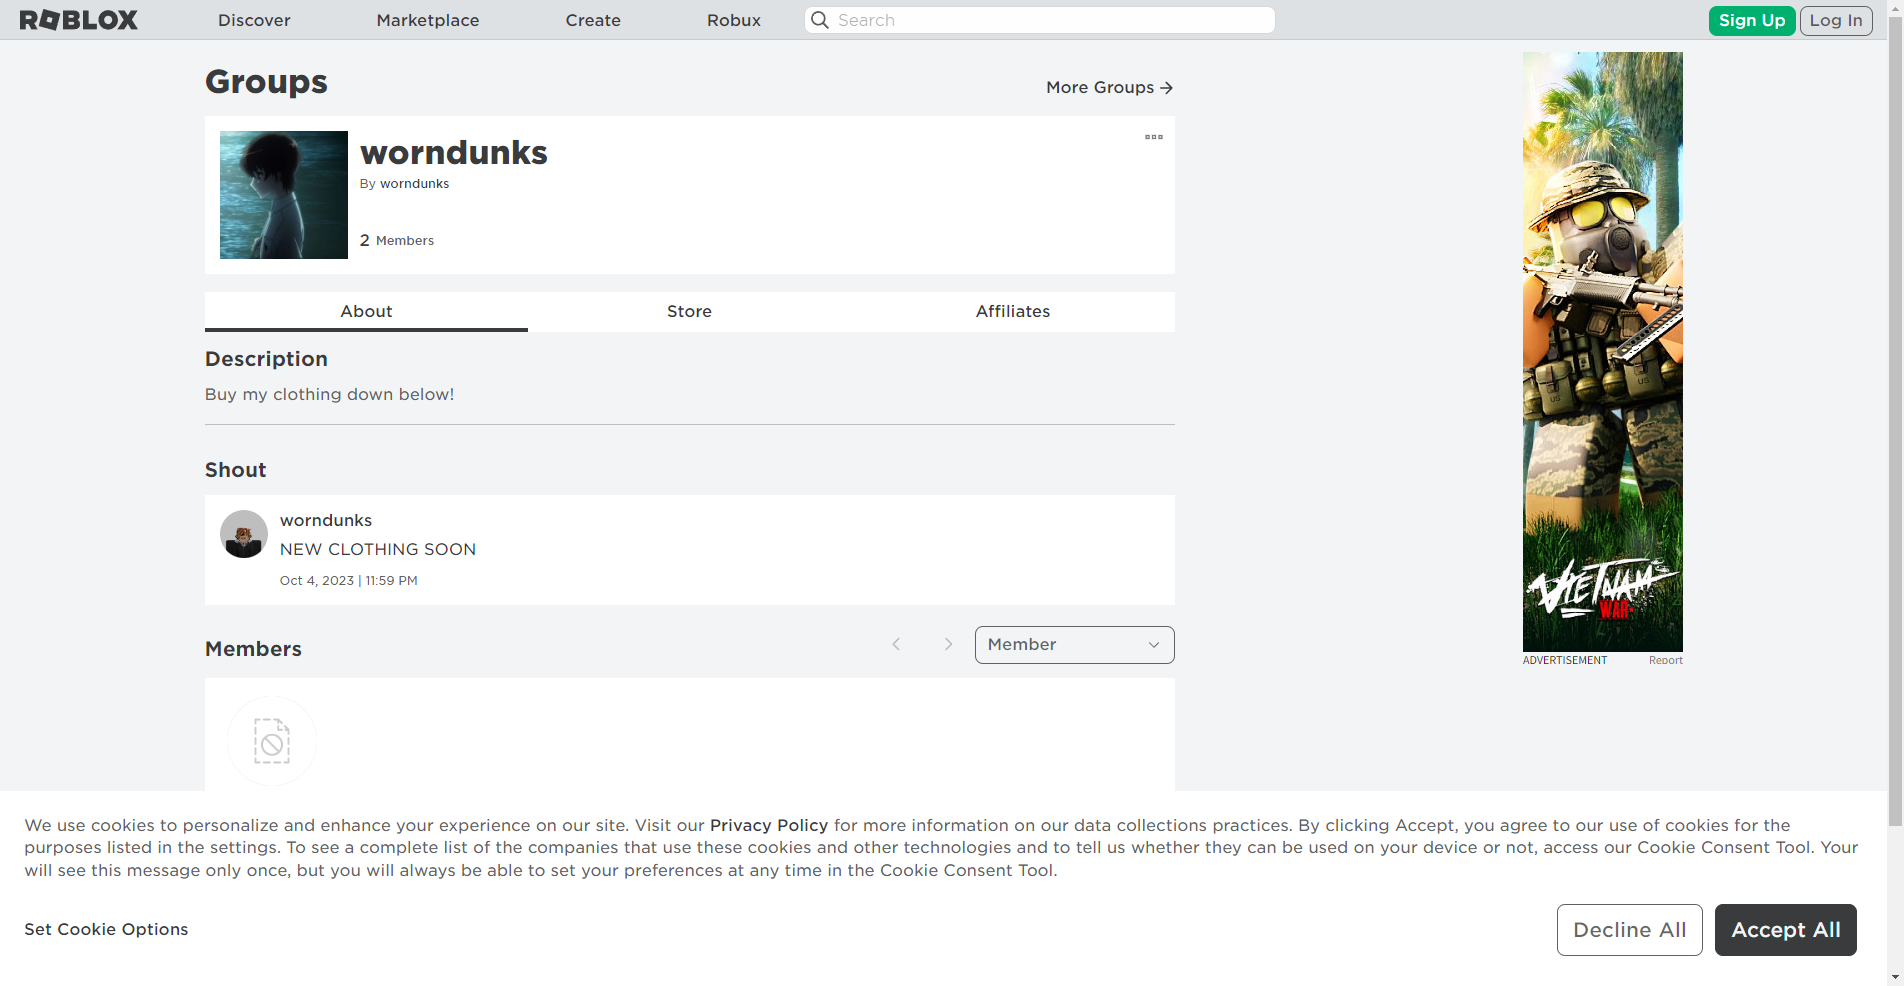 ROBLOX
Discover
Marketplace
Create
Robux
Search
Sign Up
Log In
Groups
More Groups
worndunks
By worndunks
2 Members
About
Store
Affiliates
Description
Buy my clothing down below!
Shout
worndunks
NEW CLOTHING SOON
Oct 4, 2023 | 11:59 PM
Members
Member
US
US
VIETNAM
WAR
ADVERTISEMENT
Report
We use cookies to personalize and enhance your experience on our site. Visit our Privacy Policy for more information on our data collections practices. By clicking Accept, you agree to our use of cookies for the
purposes listed in the settings. To see a complete list of the companies that use these cookies and other technologies and to tell us whether they can be used on your device or not, access our Cookie Consent Tool. Your
will see this message only once, but you will always be able to set your preferences at any time in the Cookie Consent Tool.
Set Cookie Options
Decline All
Accept All